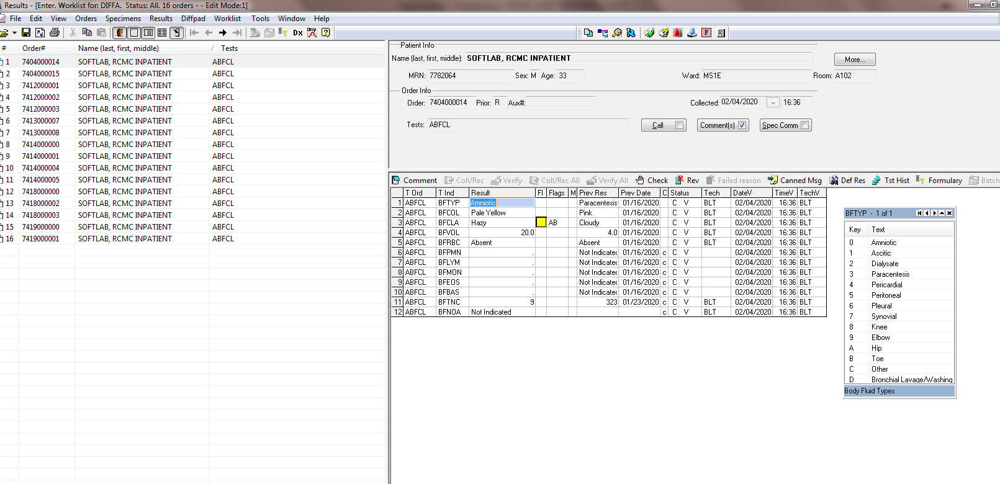 Results - [Enter. Worklist for: DIFFA. Status: All. 16 orders - - Edit Mode:1]
File Edit View Orders Specimens Results Diffpad Worklist Tools Window Help
Dx F
# Order# Name (last, first, middle) / Tests
1 7404000014 SOFTLAB, RCMC INPATIENT ABFCL
2 7404000015 SOFTLAB, RCMC INPATIENT ABFCL
3 7412000001 SOFTLAB, RCMC INPATIENT ABFCL
4 7412000002 SOFTLAB, RCMC INPATIENT ABFCL
5 7412000003 SOFTLAB, RCMC INPATIENT ABFCL
6 7413000007 SOFTLAB, RCMC INPATIENT ABFCL
7 7413000008 SOFTLAB, RCMC INPATIENT ABFCL
8 7414000000 SOFTLAB, RCMC INPATIENT ABFCL
9 7414000001 SOFTLAB, RCMC INPATIENT ABFCL
10 7414000004 SOFTLAB, RCMC INPATIENT ABFCL
11 7414000005 SOFTLAB, RCMC INPATIENT ABFCL
12 7418000000 SOFTLAB, RCMC INPATIENT ABFCL
13 7418000002 SOFTLAB, RCMC INPATIENT ABFCL
14 7418000003 SOFTLAB, RCMC INPATIENT ABFCL
15 7419000000 SOFTLAB, RCMC INPATIENT ABFCL
16 7419000001 SOFTLAB, RCMC INPATIENT ABFCL
Patient Info
Name (last, first, middle): SOFTLAB, RCMC INPATIENT More...
MRN: 7782064 Sex: M Age: 33 Ward: MS1E Room: A102
Order Info
Order: 7404000014 Prior: R Aux#: Collected: 02/04/2020 16:36
Tests: ABFCL Call Comment(s) Spec Comm
Comment Coll/Rec Verify Coll/Rec All Verify All Check Rev Failed reason Canned Msg Def Res Tst Hist Formulary Batch
T Ord T Ind Result Fl Flags M Prev Res Prev Date C Status Tech DateV TimeV TechV
1 ABFCL BFTYP Amniotic Paracentesis 01/16/2020 C V BLT 02/04/2020 16:36 BLT
2 ABFCL BFCOL Pale Yellow Pink 01/16/2020 C V BLT 02/04/2020 16:36 BLT
3 ABFCL BFCLA Hazy AB Cloudy 01/16/2020 C V BLT 02/04/2020 16:36 BLT
4 ABFCL BFVOL 20.0 4.0 01/16/2020 C V BLT 02/04/2020 16:36 BLT
5 ABFCL BFRBC Absent Absent 01/16/2020 C V BLT 02/04/2020 16:36 BLT
6 ABFCL BFPMN . Not Indicatec 01/16/2020 c C V 02/04/2020 16:36 BLT
7 ABFCL BFLYM . Not Indicatec 01/16/2020 c C V 02/04/2020 16:36 BLT
8 ABFCL BFMON . Not Indicatec 01/16/2020 c C V 02/04/2020 16:36 BLT
9 ABFCL BFEOS . Not Indicatec 01/16/2020 c C V 02/04/2020 16:36 BLT
10 ABFCL BFBAS . Not Indicatec 01/16/2020 c C V 02/04/2020 16:36 BLT
11 ABFCL BFTNC 9 323 01/23/2020 c C V BLT 02/04/2020 16:36 BLT
12 ABFCL BFNOA Not Indicated c C V BLT 02/04/2020 16:36 BLT
BFTYP - 1 of 1
Key Text
0 Amniotic
1 Ascitic
2 Dialysate
3 Paracentesis
4 Pericardial
5 Peritoneal
6 Pleural
7 Synovial
8 Knee
9 Elbow
A Hip
B Toe
C Other
D Bronchial Lavage/Washing
Body Fluid Types